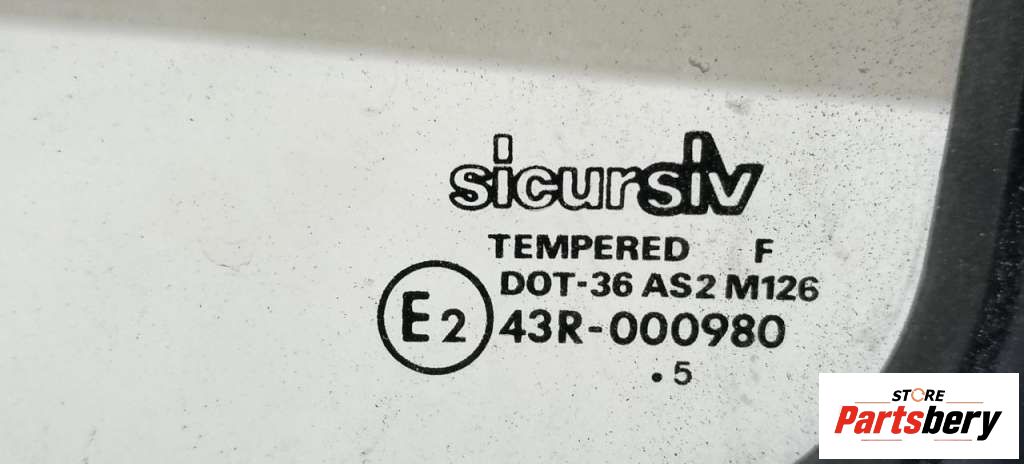 sicursiv
TEMPERED F
DOT-36 AS2 M126
E2 43R-000980
.5
STORE
Partsbery